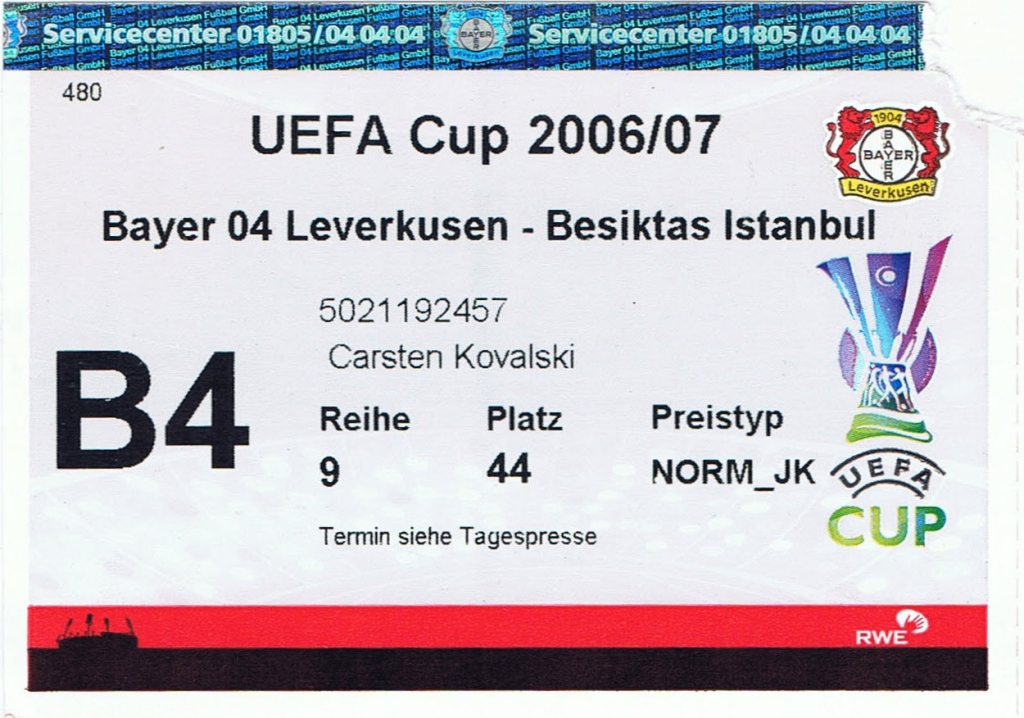 Servicecenter 01805/04 04 04 Servicecenter 01805/04 04 04
480
UEFA Cup 2006/07
1904
BAYER
BAYER
Leverkusen
Bayer 04 Leverkusen - Besiktas Istanbul
5021192457
Carsten Kovalski
B4
Reihe Platz Preistyp
9 44 NORM_JK
UEFA
CUP
Termin siehe Tagespresse
RWE